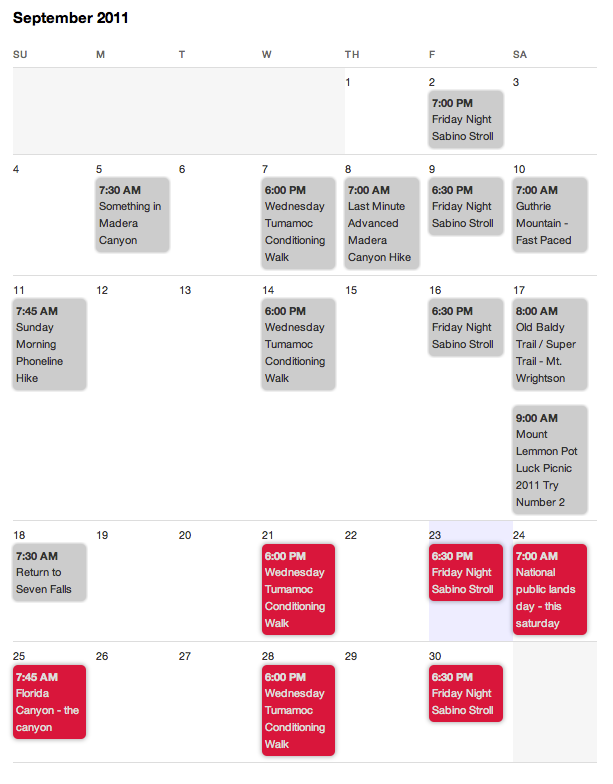 September 2011
SU M T W TH F SA
1 2 3
7:00 PM
Friday Night
Sabino Stroll
4 5 6 7 8 9 10
7:30 AM
Something in
Madera
Canyon
6:00 PM
Wednesday
Tumamoc
Conditioning
Walk
7:00 AM
Last Minute
Advanced
Madera
Canyon Hike
6:30 PM
Friday Night
Sabino Stroll
7:00 AM
Guthrie
Mountain -
Fast Paced
11 12 13 14 15 16 17
7:45 AM
Sunday
Morning
Phoneline
Hike
6:00 PM
Wednesday
Tumamoc
Conditioning
Walk
6:30 PM
Friday Night
Sabino Stroll
8:00 AM
Old Baldy
Trail / Super
Trail - Mt.
Wrightson
9:00 AM
Mount
Lemmon Pot
Luck Picnic
2011 Try
Number 2
18 19 20 21 22 23 24
7:30 AM
Return to
Seven Falls
6:00 PM
Wednesday
Tumamoc
Conditioning
Walk
6:30 PM
Friday Night
Sabino Stroll
7:00 AM
National
public lands
day - this
saturday
25 26 27 28 29 30
7:45 AM
Florida
Canyon - the
canyon
6:00 PM
Wednesday
Tumamoc
Conditioning
Walk
6:30 PM
Friday Night
Sabino Stroll